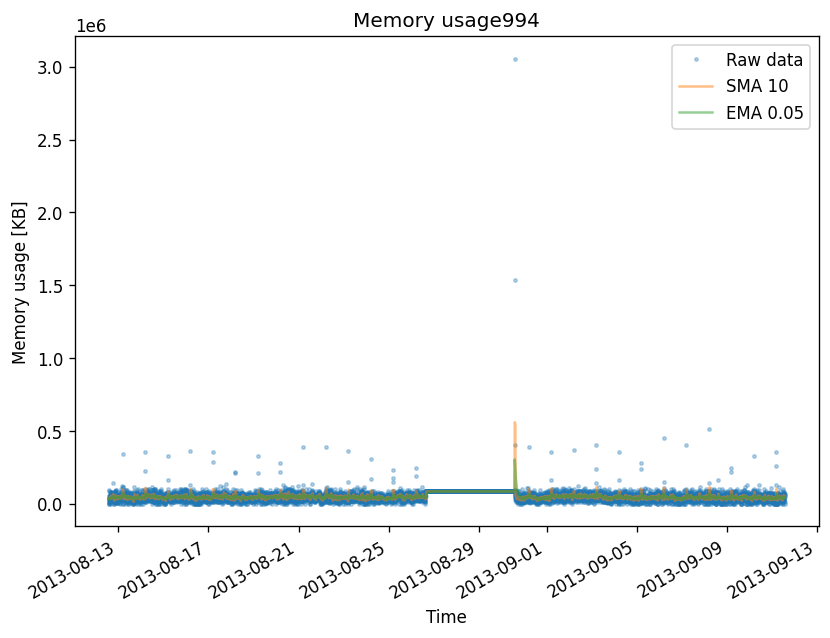 Memory usage994
1e6
Raw data
SMA 10
EMA 0.05
3.0
2.5
2.0
1.5
1.0
0.5
0.0
Memory usage [KB]
2013-08-13
2013-08-17
2013-08-21
2013-08-25
2013-08-29
2013-09-01
2013-09-05
2013-09-09
2013-09-13
Time